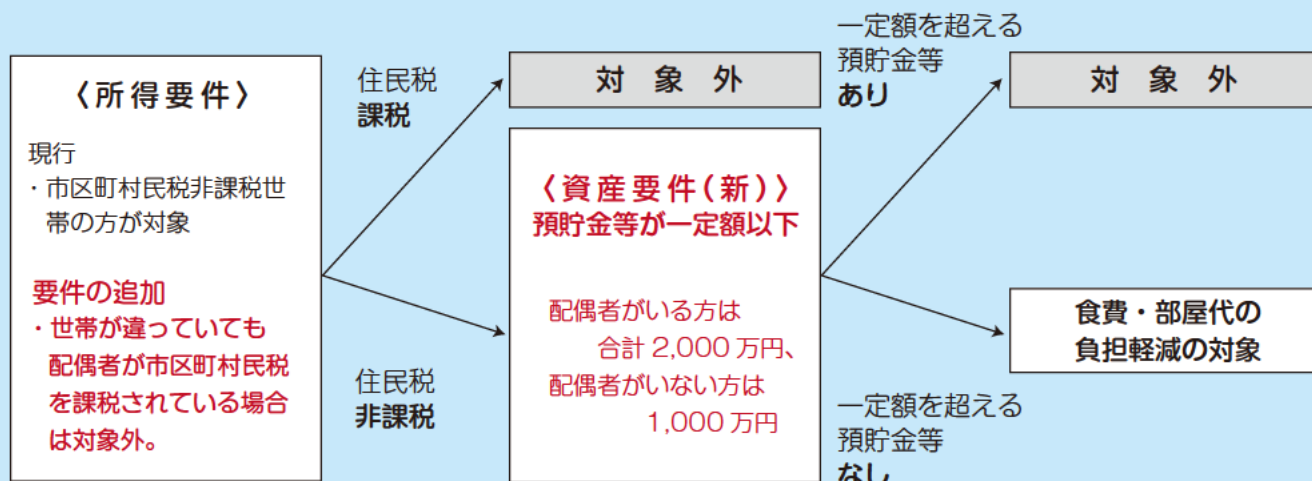 〈所得要件〉
現行
・市区町村民税非課税世
帯の方が対象
要件の追加
・世帯が違っていても
配偶者が市区町村民税
を課税されている場合
は対象外。
住民税
課税
対象外
住民税
非課税
〈資産要件(新)〉
預貯金等が一定額以下
配偶者がいる方は
合計 2,000 万円、
配偶者がいない方は
1,000 万円
一定額を超える
預貯金等
あり
対象外
一定額を超える
預貯金等
なし
食費・部屋代の
負担軽減の対象